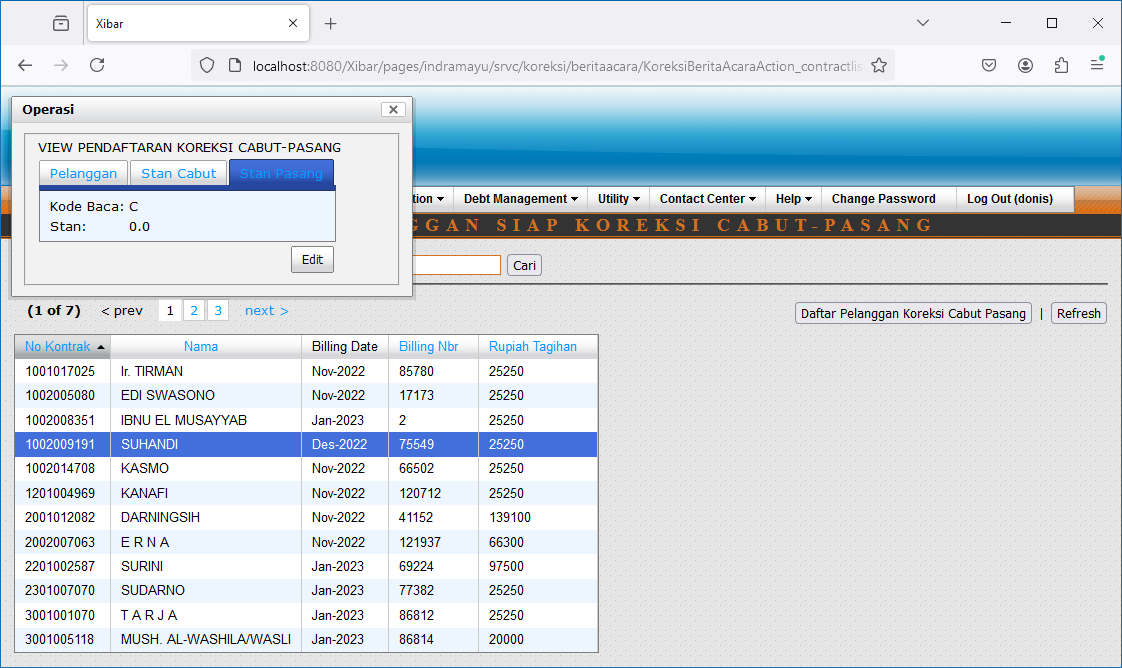 Xibar
localhost:8080/Xibar/pages/indramayu/srvc/koreksi/beritaacara/KoreksiBeritaAcaraAction_contractlis
Operasi
VIEW PENDAFTARAN KOREKSI CABUT-PASANG
Pelanggan Stan Cabut Stan Pasang
Kode Baca: C
Stan: 0.0
Edit
tion Debt Management Utility Contact Center Help Change Password Log Out (donis)
GGAN SIAP KOREKSI CABUT-PASANG
Cari
(1 of 7) < prev 1 2 3 next >
Daftar Pelanggan Koreksi Cabut Pasang | Refresh
No Kontrak Nama Billing Date Billing Nbr Rupiah Tagihan
1001017025 Ir. TIRMAN Nov-2022 85780 25250
1002005080 EDI SWASONO Nov-2022 17173 25250
1002008351 IBNU EL MUSAYYAB Jan-2023 2 25250
1002009191 SUHANDI Des-2022 75549 25250
1002014708 KASMO Nov-2022 66502 25250
1201004969 KANAFI Nov-2022 120712 25250
2001012082 DARNINGSIH Nov-2022 41152 139100
2002007063 E R N A Nov-2022 121937 66300
2201002587 SURINI Jan-2023 69224 97500
2301007070 SUDARNO Jan-2023 77382 25250
3001001070 T A R J A Jan-2023 86812 25250
3001005118 MUSH. AL-WASHILA/WASLI Jan-2023 86814 20000